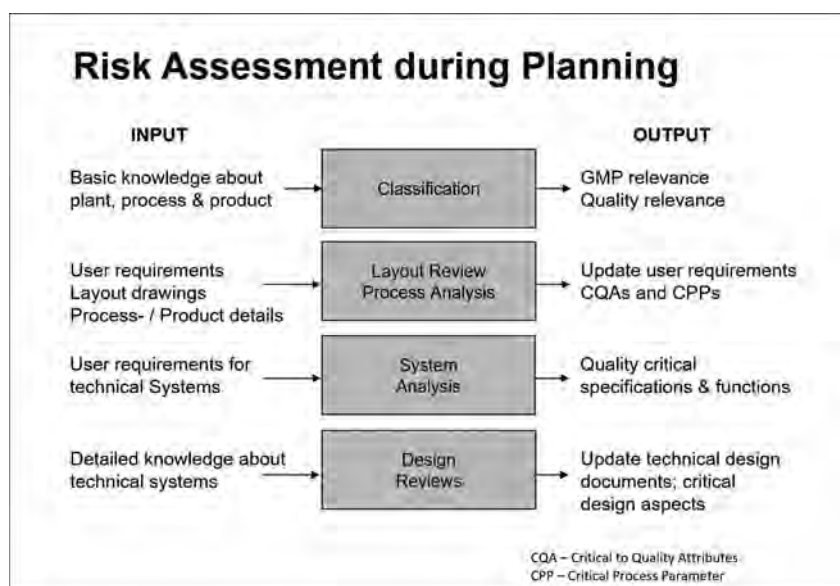 Risk Assessment during Planning
INPUT
OUTPUT
Basic knowledge about
plant, process & product
Classification
GMP relevance
Quality relevance
User requirements
Layout drawings
Process- / Product details
Layout Review
Process Analysis
Update user requirements
CQAs and CPPs
User requirements for
technical Systems
System
Analysis
Quality critical
specifications & functions
Detailed knowledge about
technical systems
Design
Reviews
Update technical design
documents; critical
design aspects
CQA – Critical to Quality Attributes
CPP – Critical Process Parameter